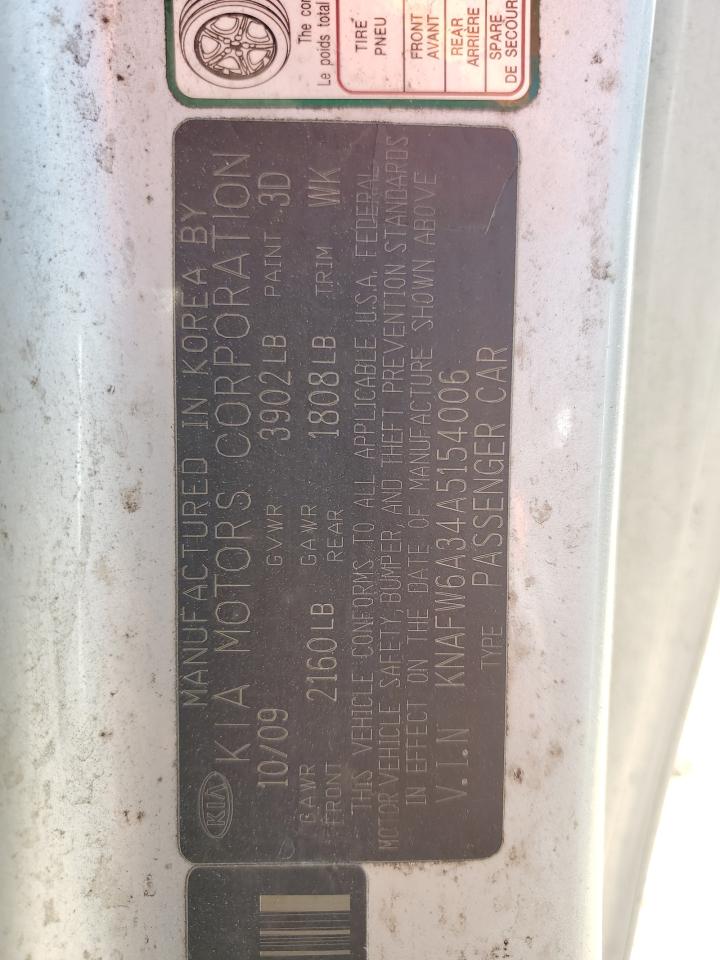 The co
Le poids total
TIRE
PNEU
FRONT
AVANT
REAR
ARRIÈRE
SPARE
DE SECOUR
MANUFACTURED IN KOREA BY
KIA KIA MOTORS CORPORATION
10/09 GVWR 3902LB PAINT 3D
GAWR FRONT 2160LB GAWR REAR 1808LB TRIM WK
THIS VEHICLE CONFORMS TO ALL APPLICABLE U.S.A. FEDERAL
MOTOR VEHICLE SAFETY, BUMPER, AND THEFT PREVENTION STANDARDS
IN EFFECT ON THE DATE OF MANUFACTURE SHOWN ABOVE
V.I.N KNAFW6A34A5154006
TYPE PASSENGER CAR